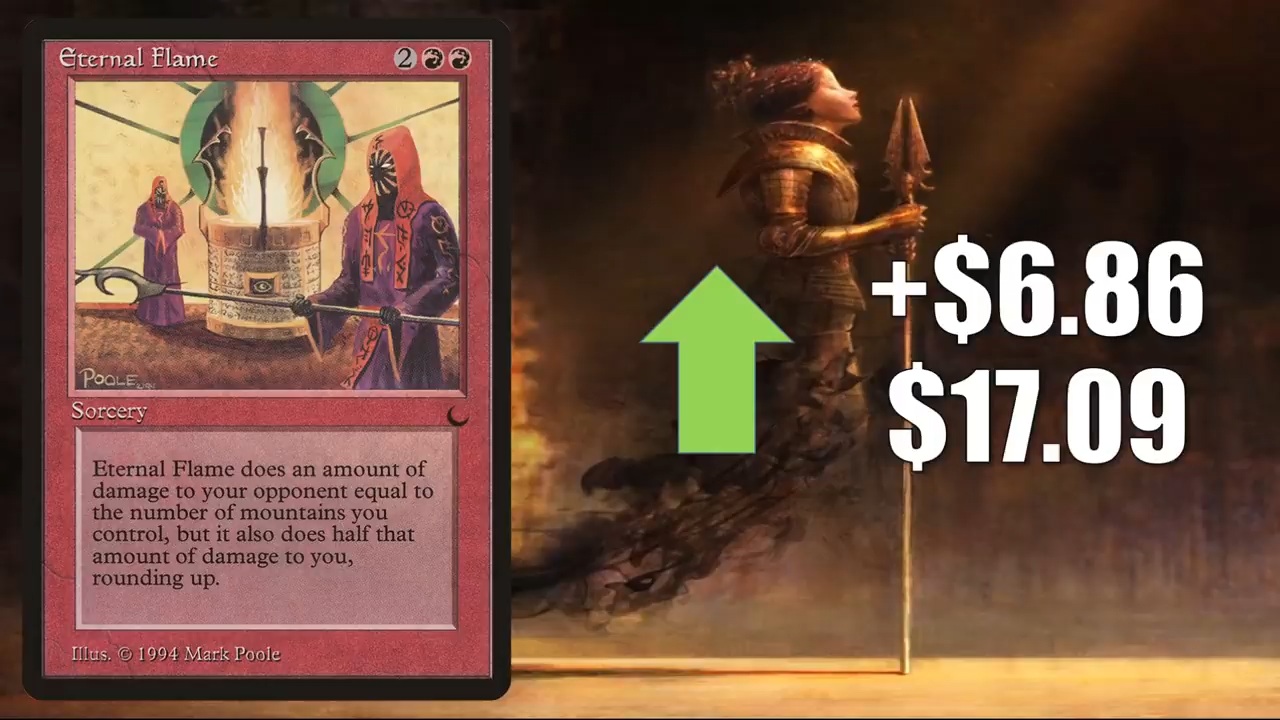 Eternal Flame 2
POOLE
Sorcery
Eternal Flame does an amount of
damage to your opponent equal to
the number of mountains you
control, but it also does half that
amount of damage to you,
rounding up.
Illus. © 1994 Mark Poole
+$6.86
$17.09